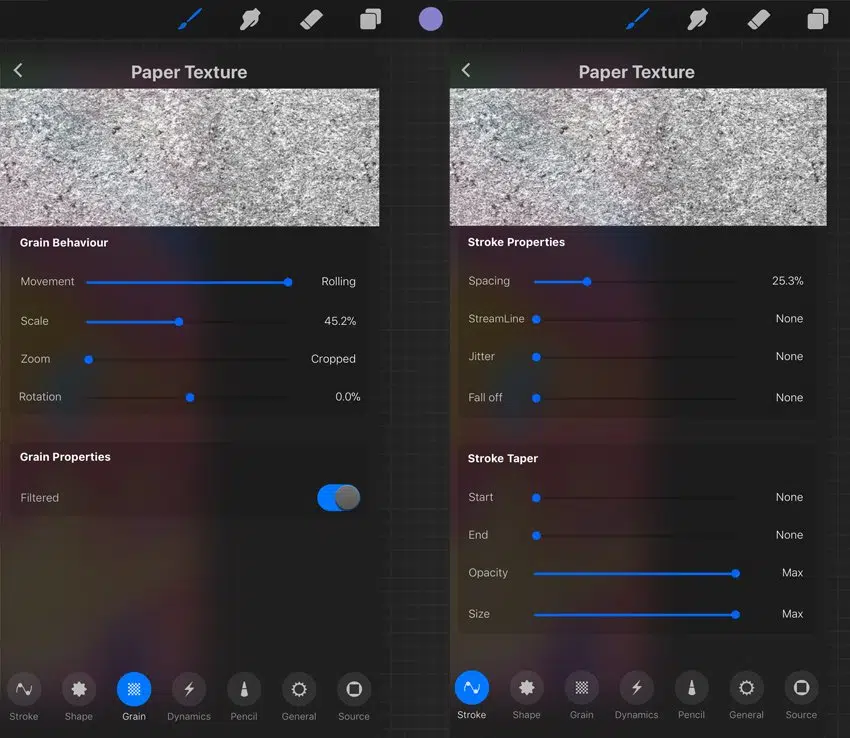 Paper Texture
Grain Behaviour
Movement Rolling
Scale 45.2%
Zoom Cropped
Rotation 0.0%
Grain Properties
Filtered
Stroke Shape Grain Dynamics Pencil General Source
Paper Texture
Stroke Properties
Spacing 25.3%
StreamLine None
Jitter None
Fall off None
Stroke Taper
Start None
End None
Opacity Max
Size Max
Stroke Shape Grain Dynamics Pencil General Source